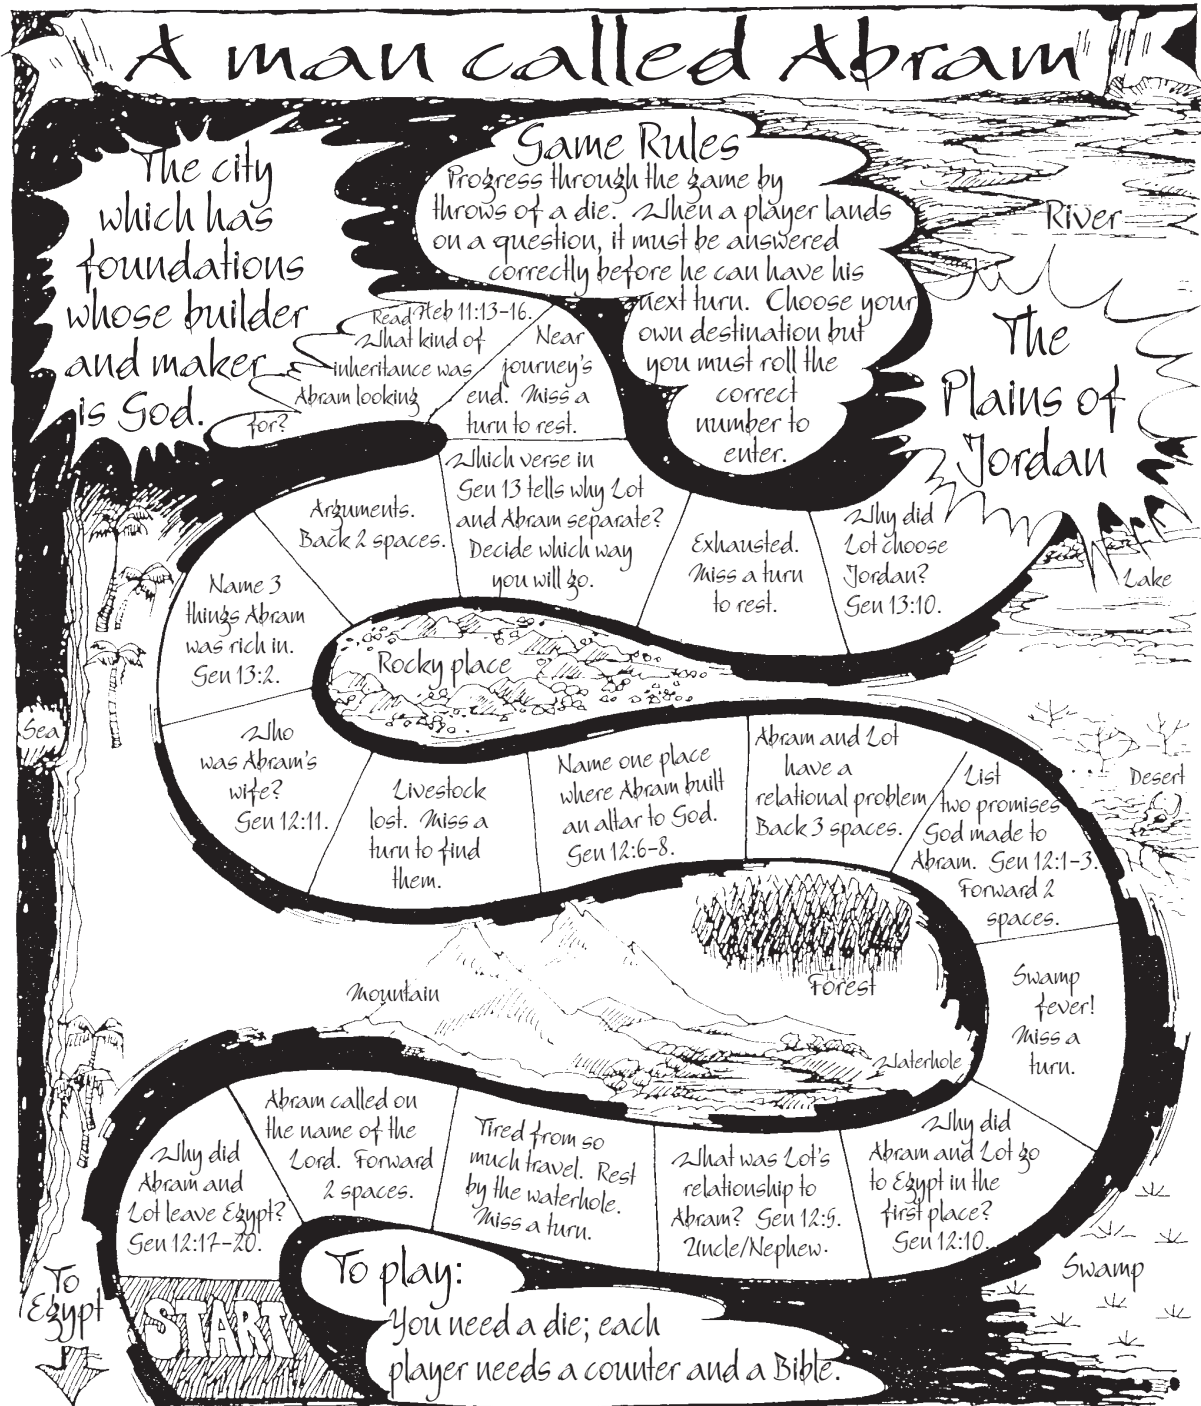 A man called Abram
The city
which has
foundations
whose builder
and maker
is God.
Game Rules
Progress through the game by
throws of a die. When a player lands
on a question, it must be answered
correctly before he can have his
next turn. Choose your
own destination but
you must roll the
correct
number to
enter.
River
The
Plains of
Jordan
Read Heb 11:13-16.
What kind of
inheritance was
Abram looking
for?
Near
journey's
end. Miss a
turn to rest.
Which verse in
Gen 13 tells why Lot
and Abram separate?
Decide which way
you will go.
Arguments.
Back 2 spaces.
Exhausted.
Miss a turn
to rest.
Why did
Lot choose
Jordan?
Gen 13:10.
Lake
Name 3
things Abram
was rich in.
Gen 13:2.
Rocky place
Sea
Who
was Abram's
wife?
Gen 12:11.
Livestock
lost. Miss a
turn to find
them.
Name one place
where Abram built
an altar to God.
Gen 12:6-8.
Abram and Lot
have a
relational problem
Back 3 spaces.
List
two promises
God made to
Abram. Gen 12:1-3.
Forward 2
spaces.
Desert
Forest
Mountain
Waterhole
Swamp
fever!
Miss a
turn.
Why did
Abram and Lot go
to Egypt in the
first place?
Gen 12:10.
What was Lot's
relationship to
Abram? Gen 12:5.
Uncle/Nephew.
Tired from so
much travel. Rest
by the waterhole.
Miss a turn.
Abram called on
the name of the
Lord. Forward
2 spaces.
Why did
Abram and
Lot leave Egypt?
Gen 12:17-20.
Swamp
To
Egypt
START
To play:
You need a die; each
player needs a counter and a Bible.